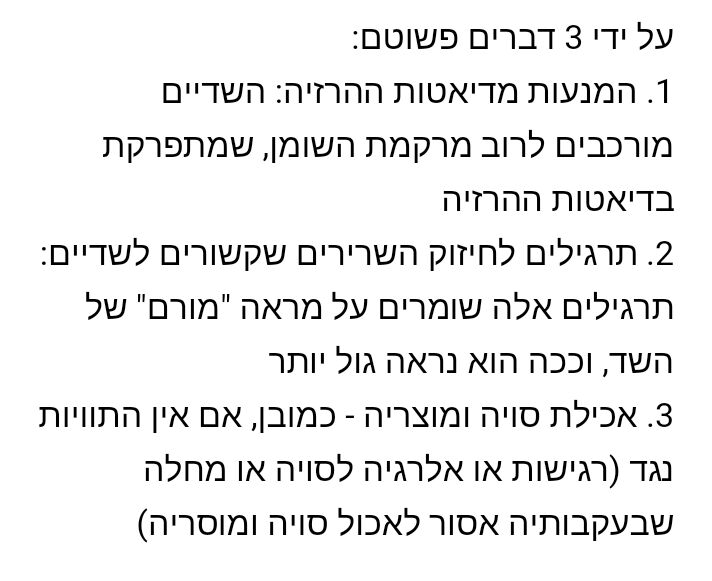 על ידי 3 דברים פשוטם:
1. המנעות מדיאטות ההרזיה: השדיים
מורכבים לרוב מרקמת השומן, שמתפרקת
בדיאטות ההרזיה
2. תרגילים לחיזוק השרירים שקשורים לשדיים:
תרגילים אלה שומרים על מראה "מורם" של
השד, וככה הוא נראה גול יותר
3. אכילת סויה ומוצריה - כמובן, אם אין התוויות
נגד (רגישות או אלרגיה לסויה או מחלה
שבעקבותיה אסור לאכול סויה ומוסריה)